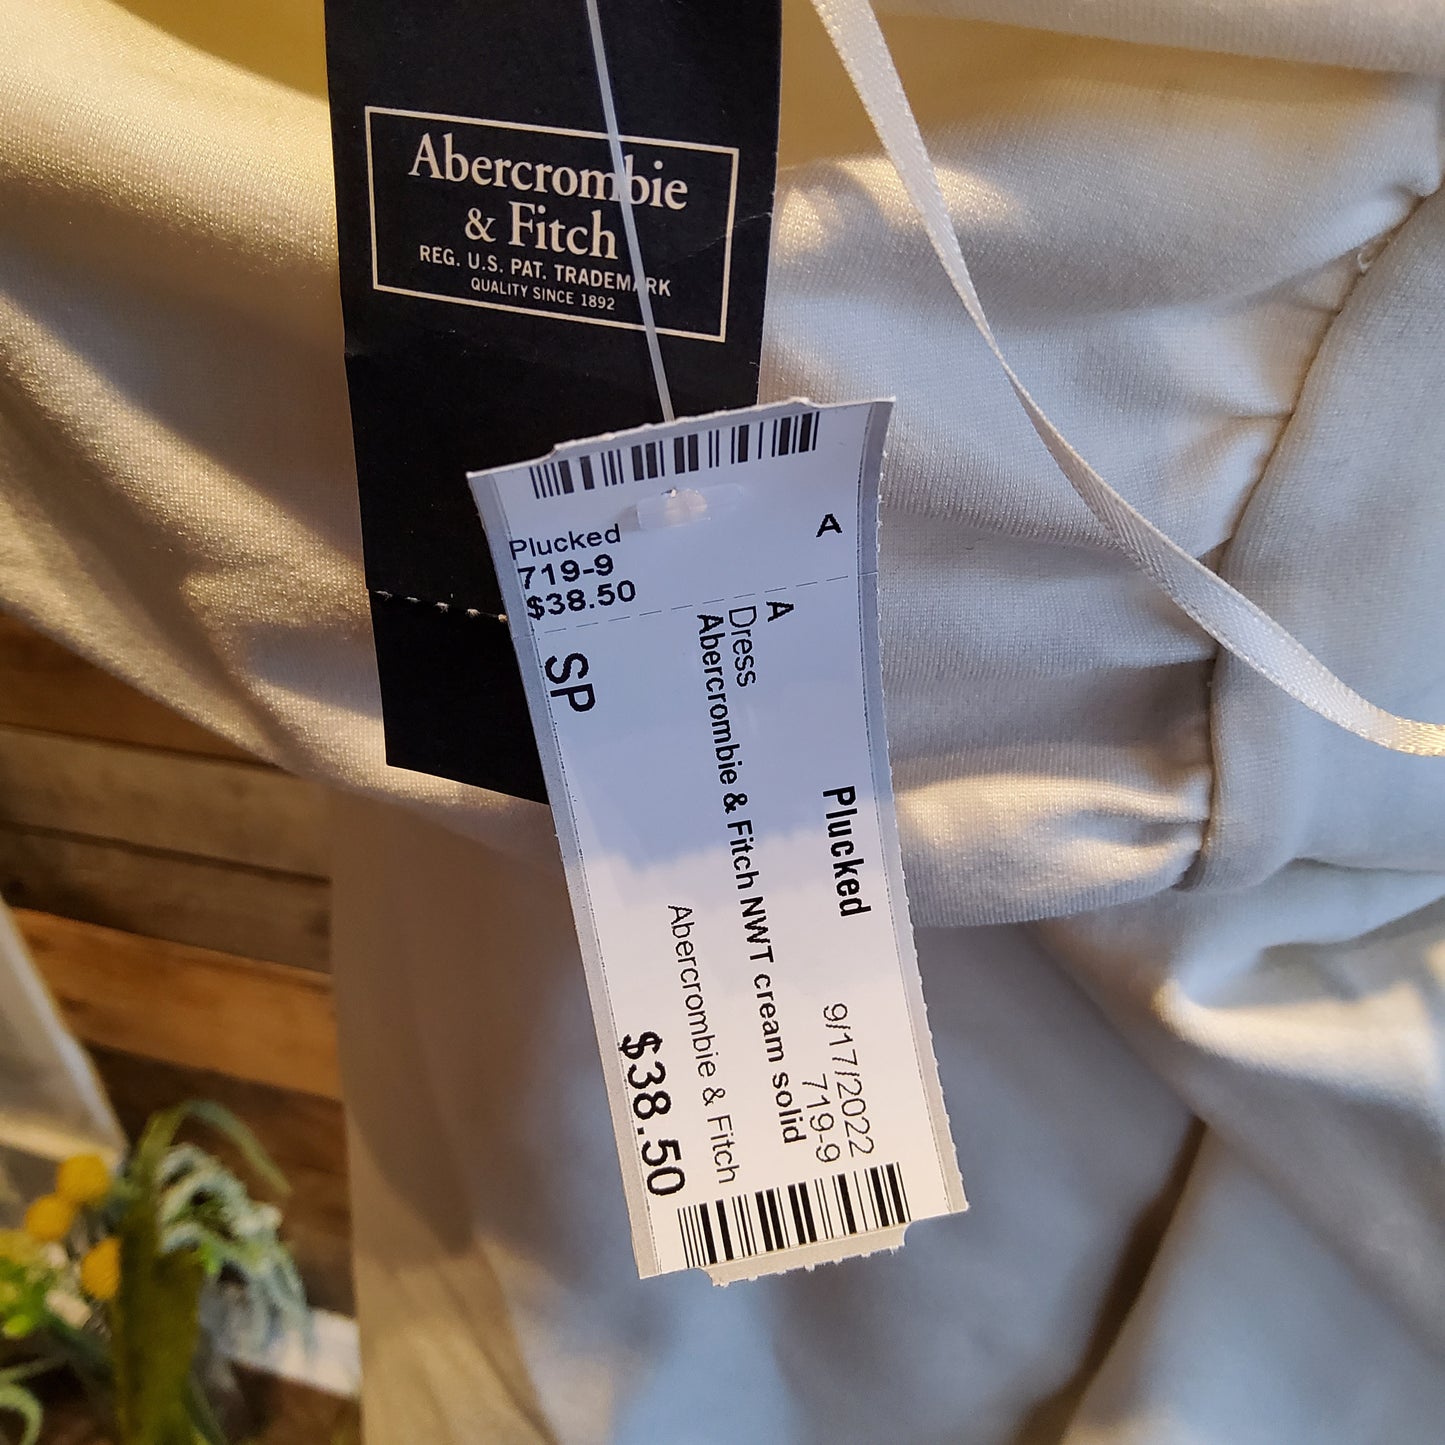 Abercrombie
& Fitch
REG. U.S. PAT. TRADEMARK
QUALITY SINCE 1892
Plucked
719-9
$38.50
A
SP
A
Dress
Abercrombie & Fitch NWT cream solid
Abercrombie & Fitch
$38.50
Plucked
9/17/2022
719-9